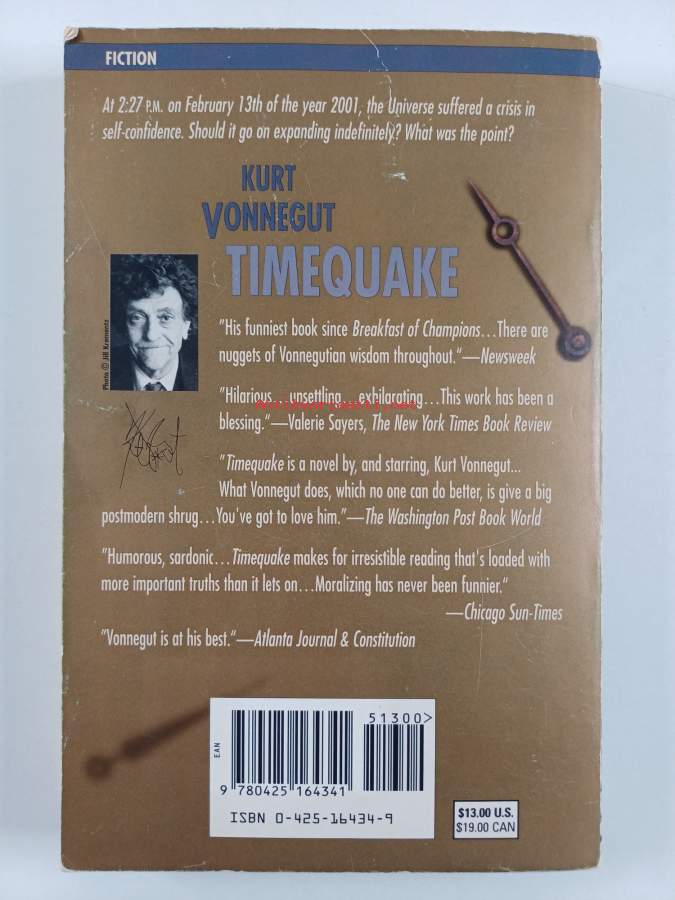 FICTION
At 2:27 P.M. on February 13th of the year 2001, the Universe suffered a crisis in
self-confidence. Should it go on expanding indefinitely? What was the point?
KURT
VONNEGUT
TIMEQUAKE
Photo © Jill Krementz
"His funniest book since Breakfast of Champions...There are
nuggets of Vonnegutian wisdom throughout."—Newsweek
"Hilarious...unsettling...exhilarating...This work has been a
Antikvariaatti.net
blessing."—Valerie Sayers, The New York Times Book Review
"Timequake is a novel by, and starring, Kurt Vonnegut...
What Vonnegut does, which no one can do better, is give a big
postmodern shrug...You've got to love him."—The Washington Post Book World
"Humorous, sardonic...Timequake makes for irresistible reading that's loaded with
more important truths than it lets on...Moralizing has never been funnier."
—Chicago Sun-Times
"Vonnegut is at his best."—Atlanta Journal & Constitution
51300>
EAN
9 780425 164341
ISBN 0-425-16434-9
$13.00 U.S.
$19.00 CAN